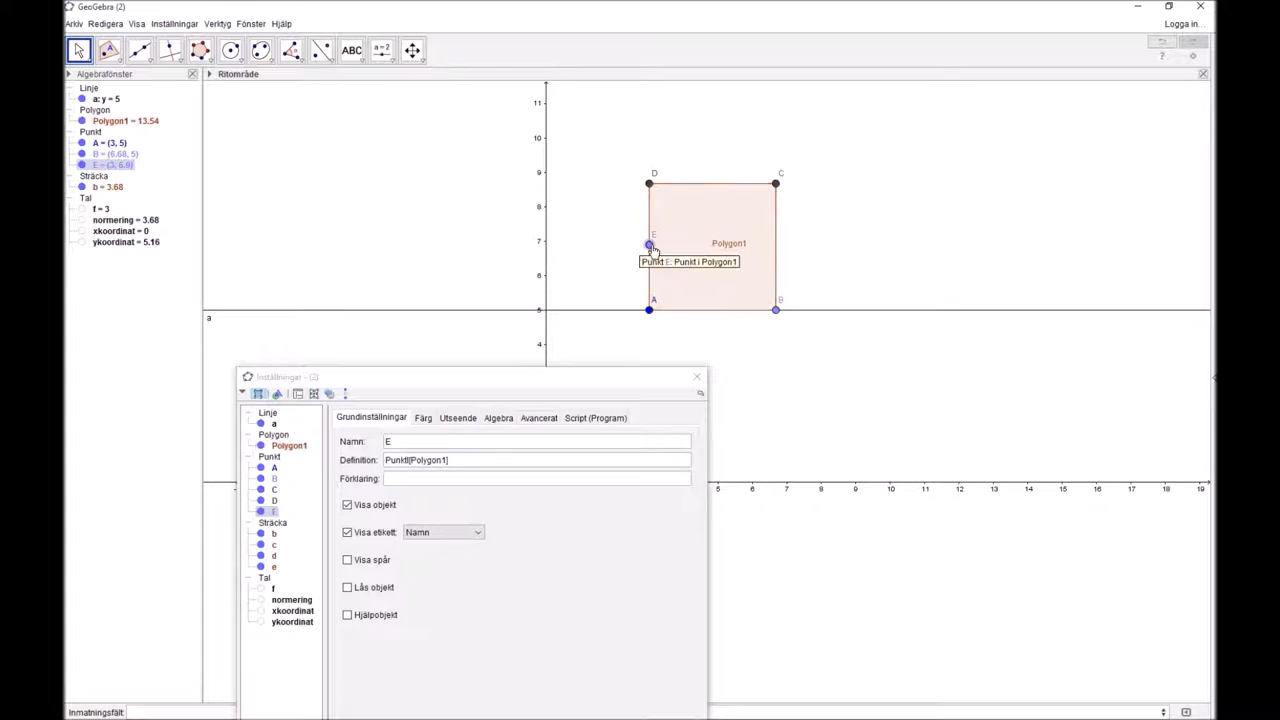 GeoGebra (2)
Arkiv Redigera Visa Inställningar Verktyg Fönster Hjälp
Logga in...
ABC
a=2
Algebrafönster
Ritområde
Linje
a: y = 5
Polygon
Polygon1 = 13.54
Punkt
A = (3, 5)
B = (6.68, 5)
E = (3, 6.9)
Sträcka
b = 3.68
Tal
f = 3
normering = 3.68
xkoordinat = 0
ykoordinat = 5.16
11
10
9
8
7
6
5
4
D
C
E
Polygon1
Punkt E: Punkt i Polygon1
A
B
a
5 6 7 8 9 10 11 12 13 14 15 16 17 18 19
Inställningar - (2)
Linje
a
Polygon
Polygon1
Punkt
A
B
C
D
E
Sträcka
b
c
d
e
Tal
f
normering
xkoordinat
ykoordinat
Grundinställningar Färg Utseende Algebra Avancerat Script (Program)
Namn: E
Definition: PunktI[Polygon1]
Förklaring:
Visa objekt
Visa etikett: Namn
Visa spår
Lås objekt
Hjälpobjekt
Inmatningsfält: